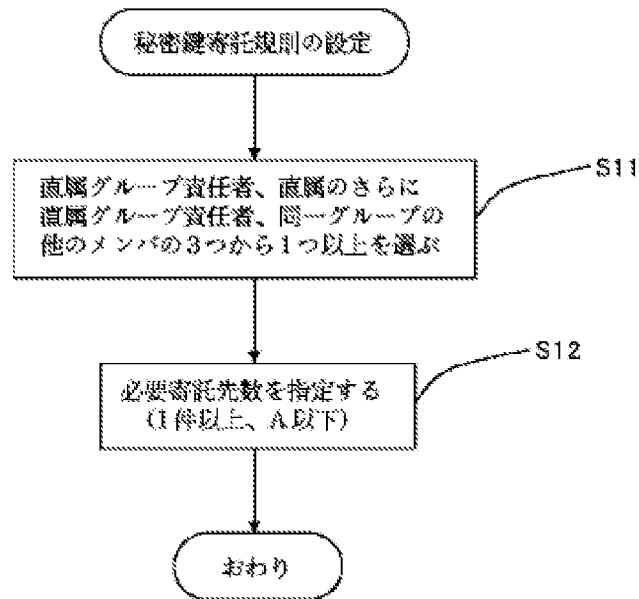 秘密鍵寄託規則の設定
直属グループ責任者、直属のさらに
直属グループ責任者、同一グループの
他のメンバの3つから1つ以上を選ぶ
S11
必要寄託先数を指定する
(1件以上、A以下)
S12
おわり